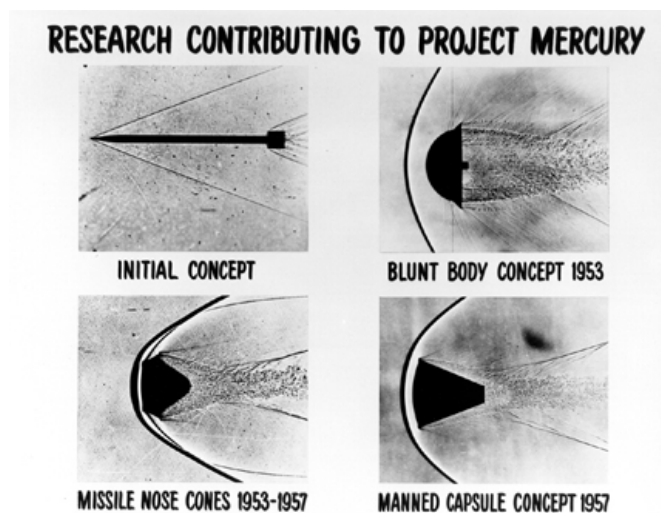 RESEARCH CONTRIBUTING TO PROJECT MERCURY
INITIAL CONCEPT
BLUNT BODY CONCEPT 1953
MISSILE NOSE CONES 1953-1957
MANNED CAPSULE CONCEPT 1957